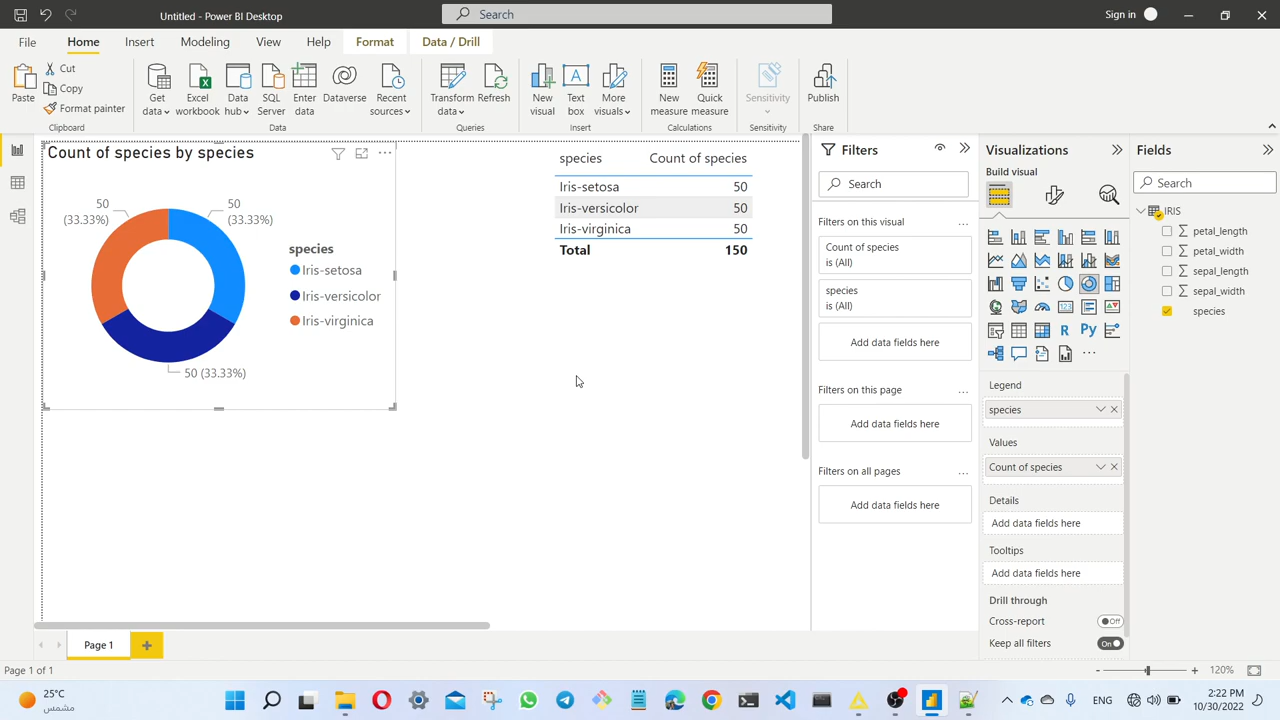 Untitled - Power BI Desktop
Search
Sign in
File
Home
Insert
Modeling
View
Help
Format
Data / Drill
Paste
Cut
Copy
Format painter
Clipboard
Get data
Excel workbook
Data hub
SQL Server
Enter data
Dataverse
Recent sources
Data
Transform data
Refresh
Queries
New visual
Text box
More visuals
Insert
New measure
Quick measure
Calculations
Sensitivity
Sensitivity
Publish
Share
Count of species by species
50
(33.33%)
50
(33.33%)
50 (33.33%)
species
Iris-setosa
Iris-versicolor
Iris-virginica
species Count of species
Iris-setosa 50
Iris-versicolor 50
Iris-virginica 50
Total 150
Filters
Search
Filters on this visual
Count of species
is (All)
species
is (All)
Add data fields here
Filters on this page
Add data fields here
Filters on all pages
Add data fields here
Visualizations
Build visual
R
Py
123
Legend
species
Values
Count of species
Details
Add data fields here
Tooltips
Add data fields here
Drill through
Cross-report
Off
Keep all filters
On
Fields
Search
IRIS
petal_length
petal_width
sepal_length
sepal_width
species
Page 1
Page 1 of 1
120%
25°C
مشمس
ENG
2:22 PM
10/30/2022